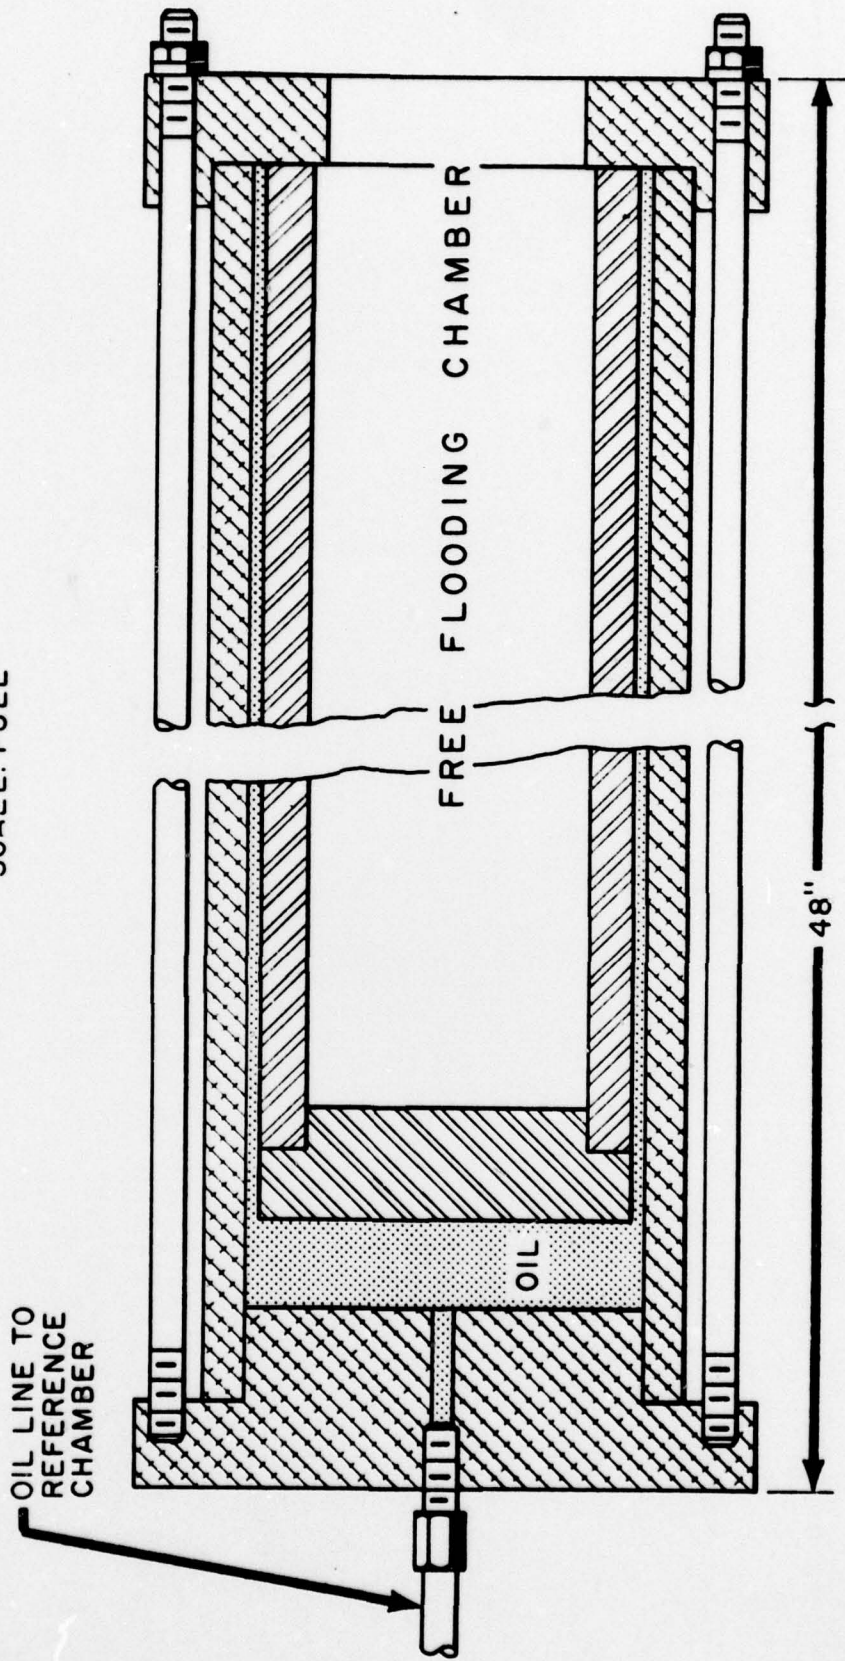 SCALE: FULL
OIL LINE TO
REFERENCE
CHAMBER
FREE FLOODING CHAMBER
OIL
48"